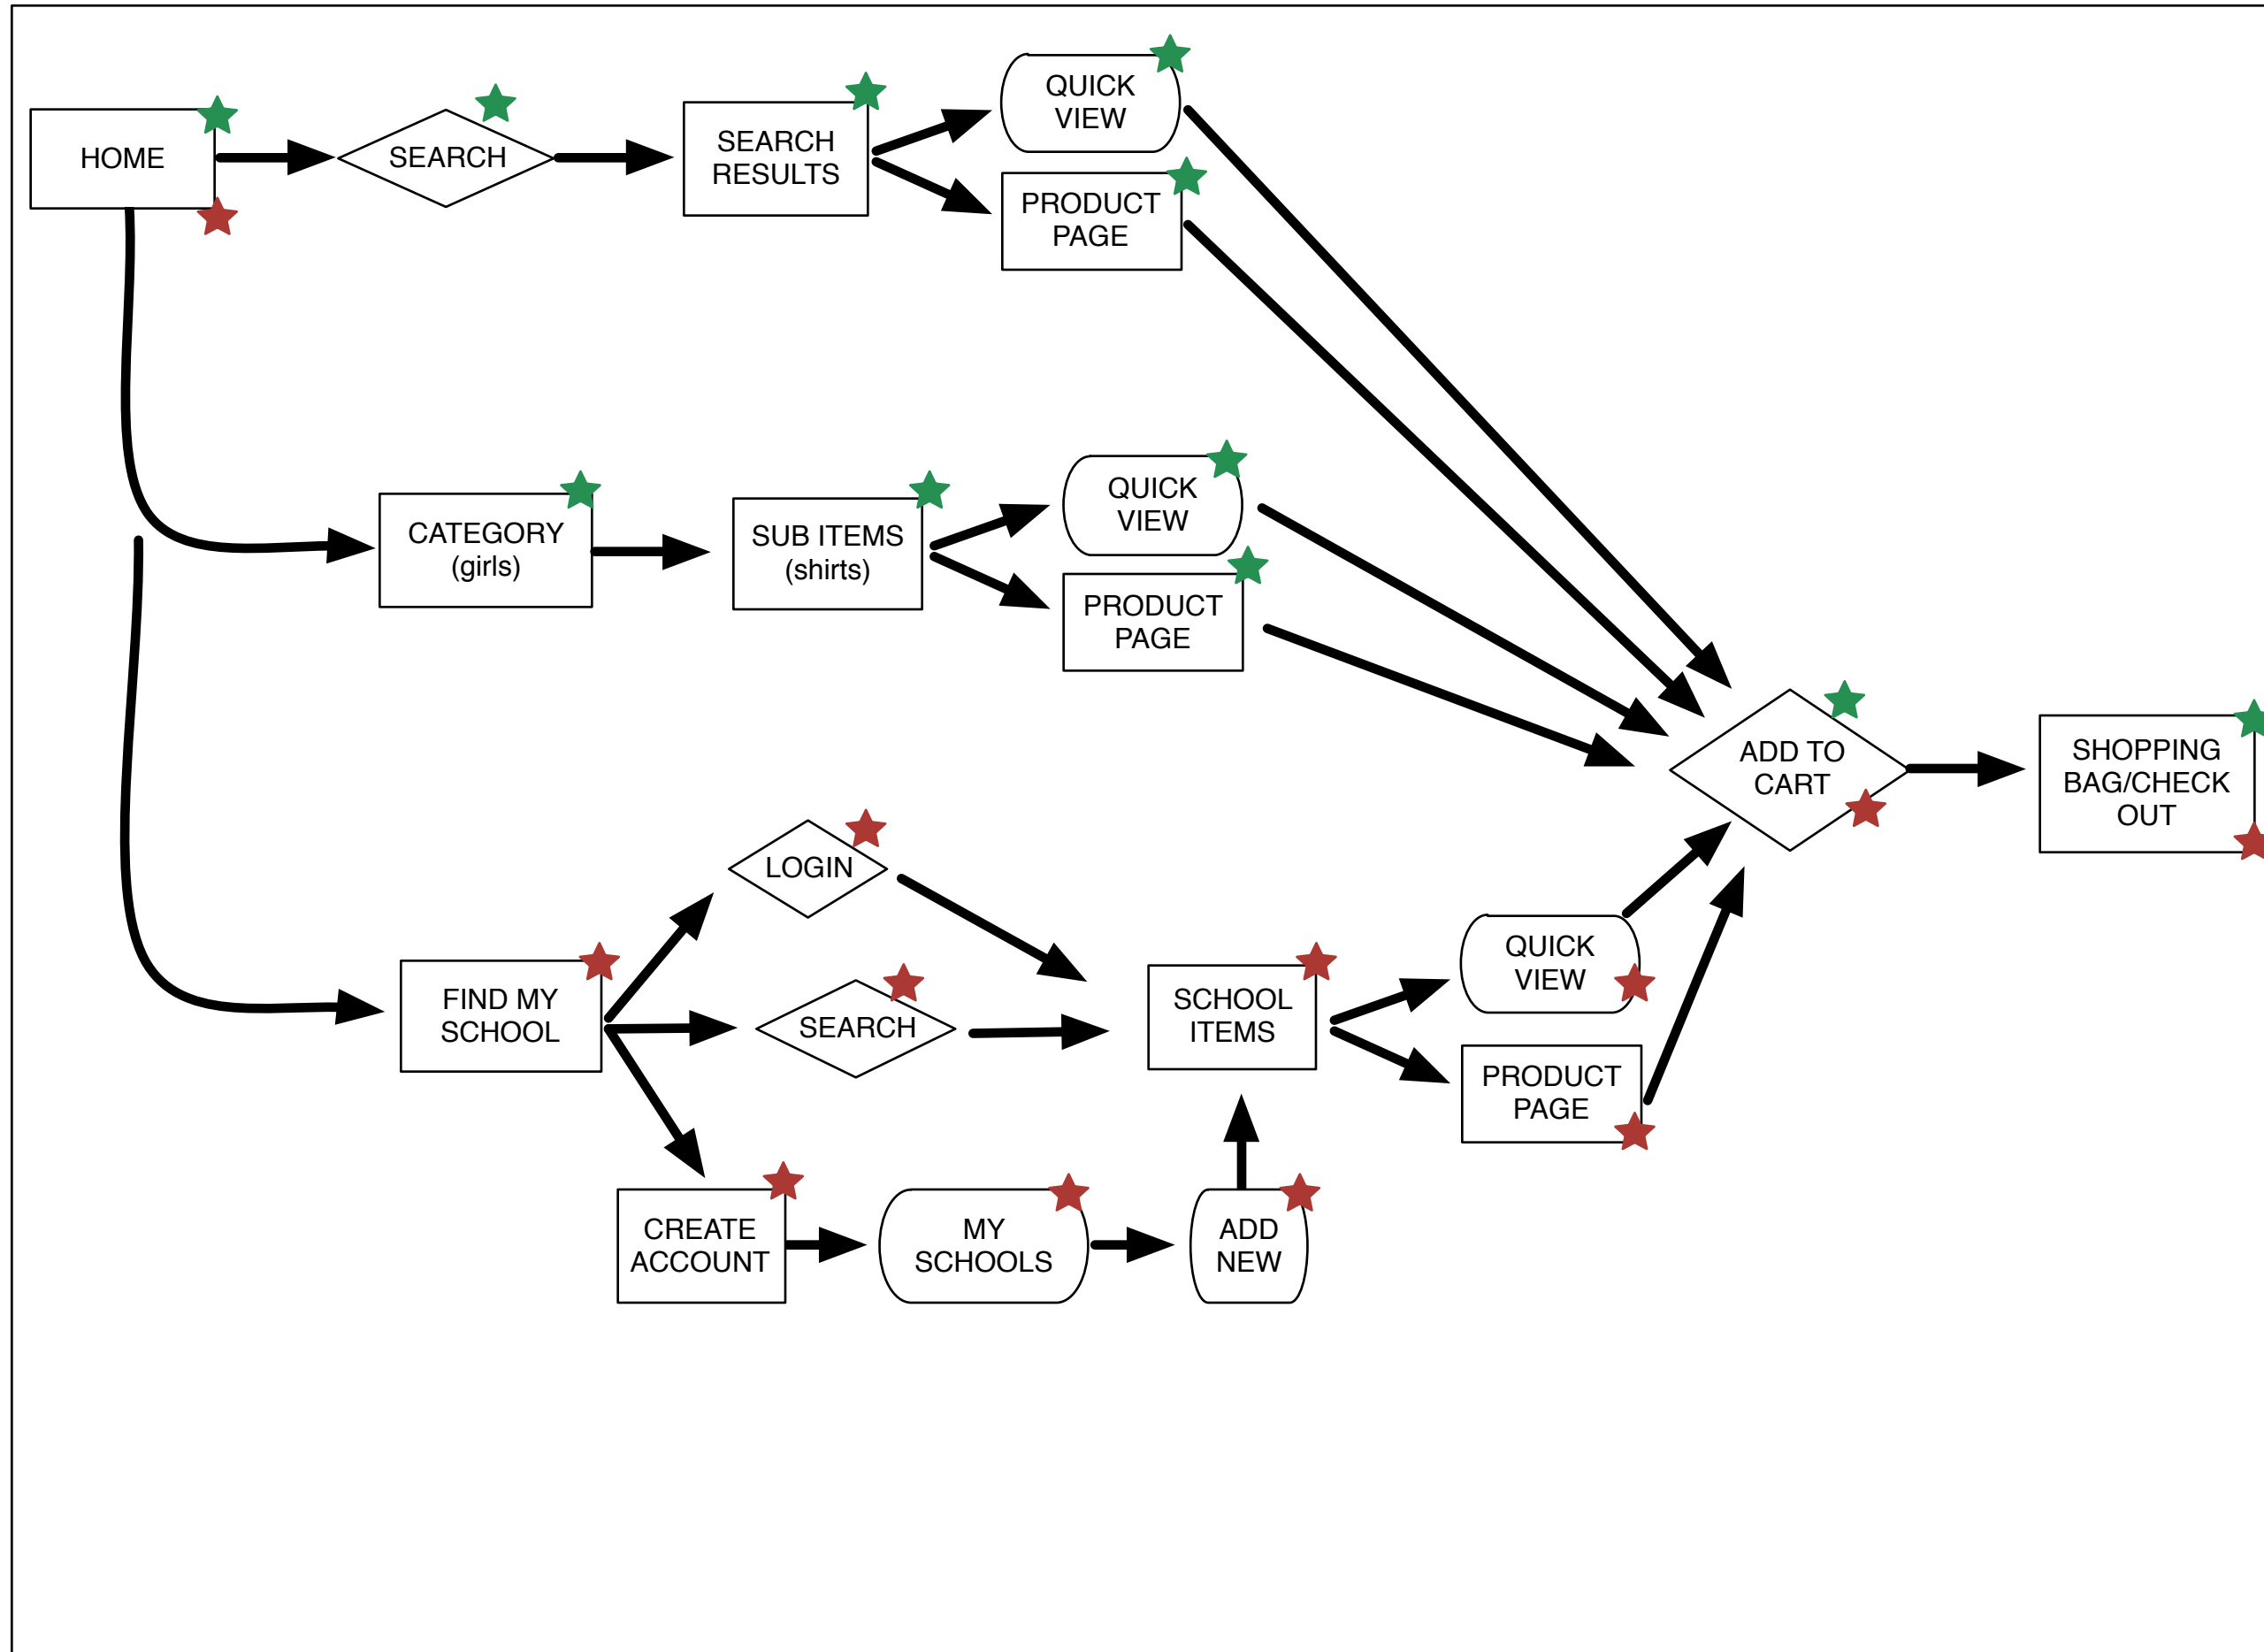 HOME
SEARCH
SEARCH
RESULTS
QUICK
VIEW
PRODUCT
PAGE
CATEGORY
(girls)
SUB ITEMS
(shirts)
QUICK
VIEW
PRODUCT
PAGE
ADD TO
CART
SHOPPING
BAG/CHECK
OUT
LOGIN
FIND MY
SCHOOL
SEARCH
SCHOOL
ITEMS
QUICK
VIEW
PRODUCT
PAGE
CREATE
ACCOUNT
MY
SCHOOLS
ADD
NEW